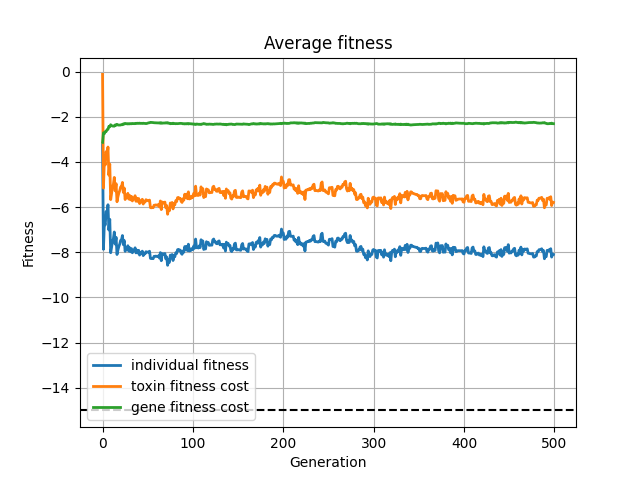 Average fitness
Fitness
0
−2
−4
−6
−8
−10
−12
−14
individual fitness
toxin fitness cost
gene fitness cost
0
100
200
300
400
500
Generation